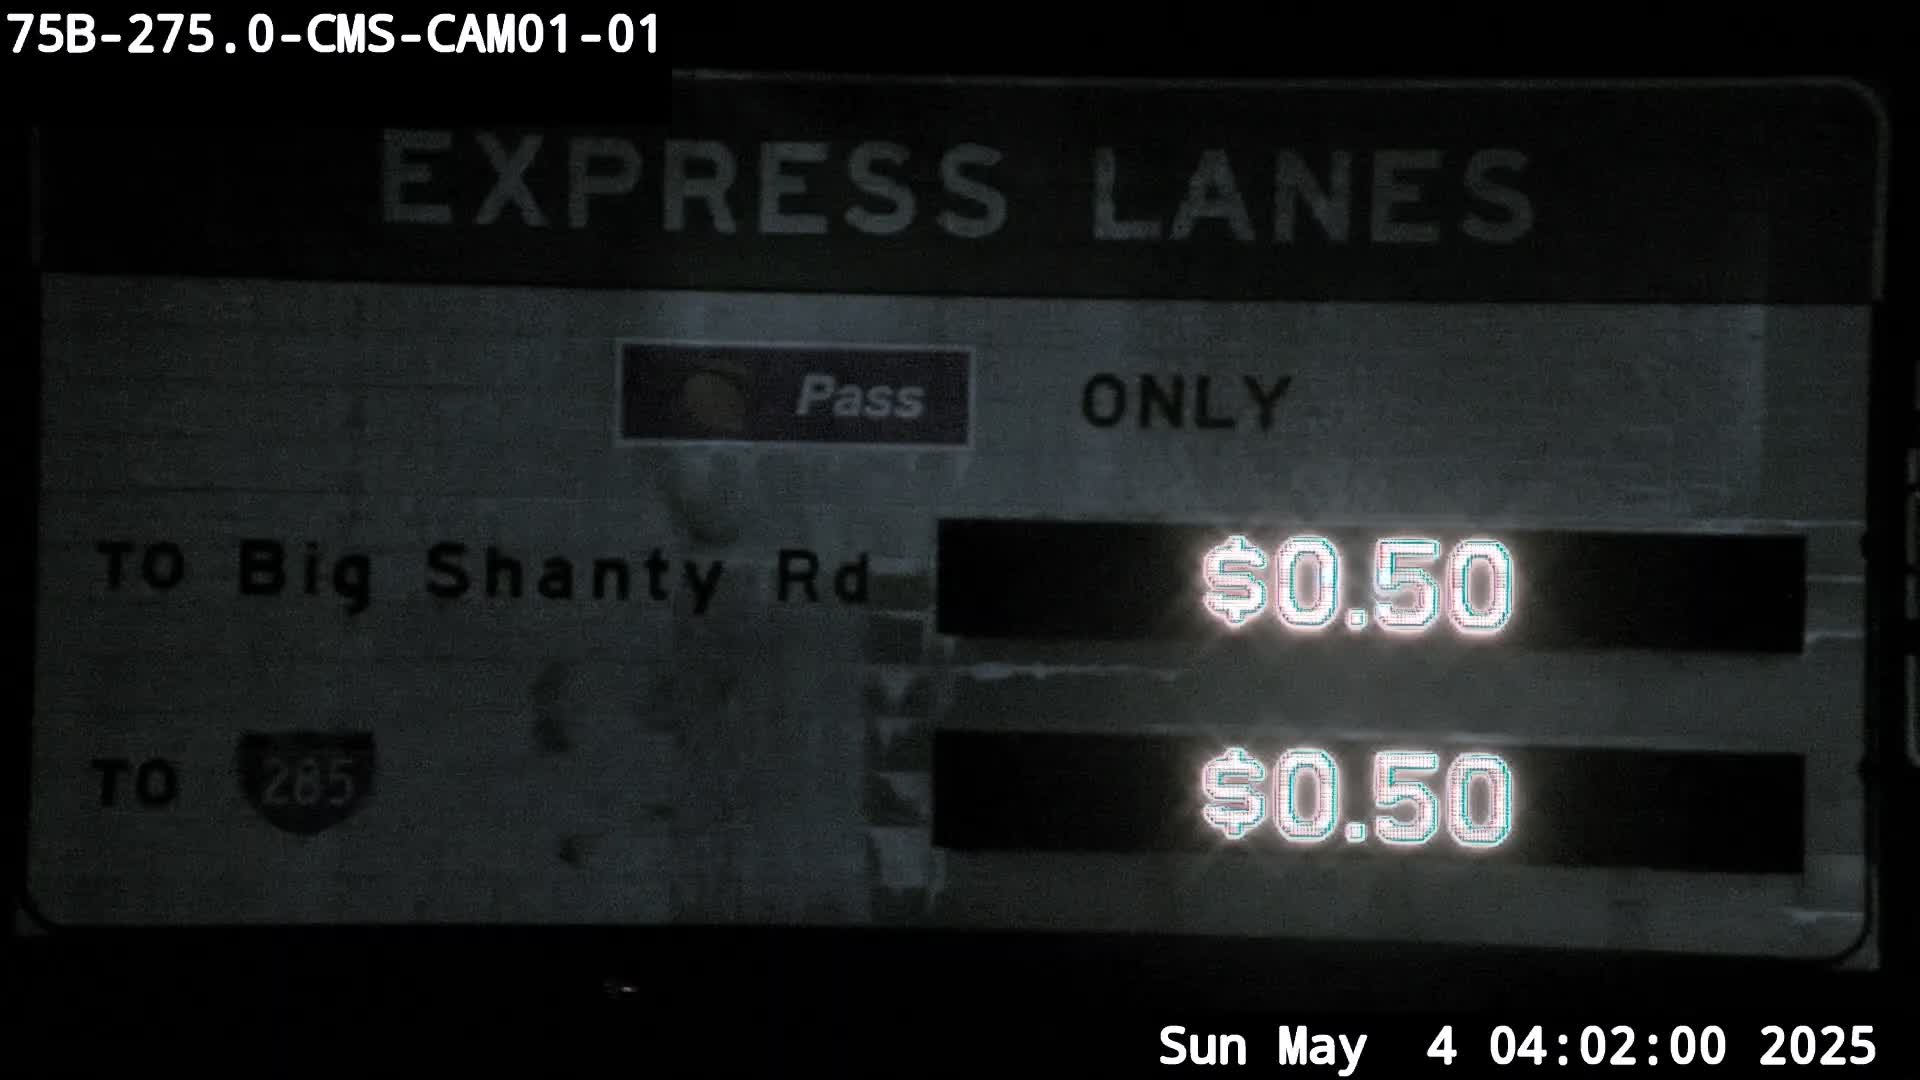 75B-275.0-CMS-CAM01-01
EXPRESS LANES
Pass ONLY
TO Big Shanty Rd $0.50
TO 285 $0.50
Sun May 4 04:02:00 2025